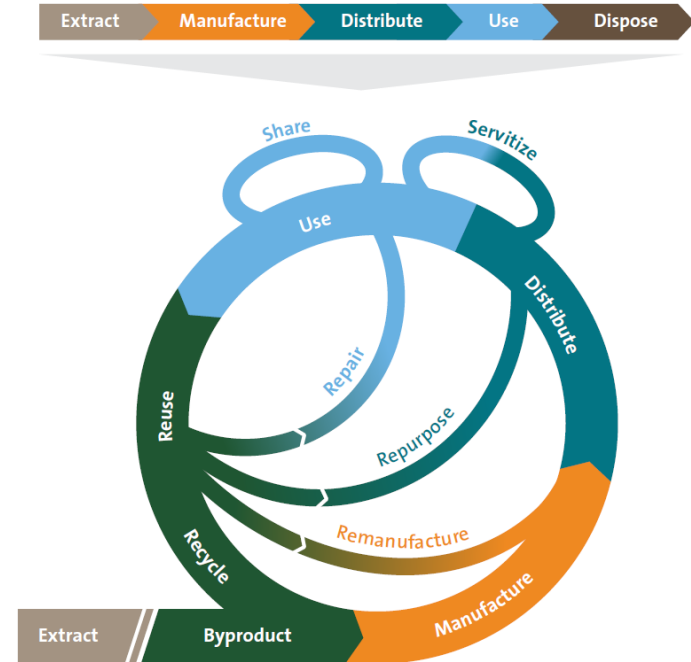 Extract Manufacture Distribute Use Dispose
Share
Servitize
Use
Distribute
Repair
Reuse
Repurpose
Remanufacture
Recycle
Manufacture
Extract Byproduct